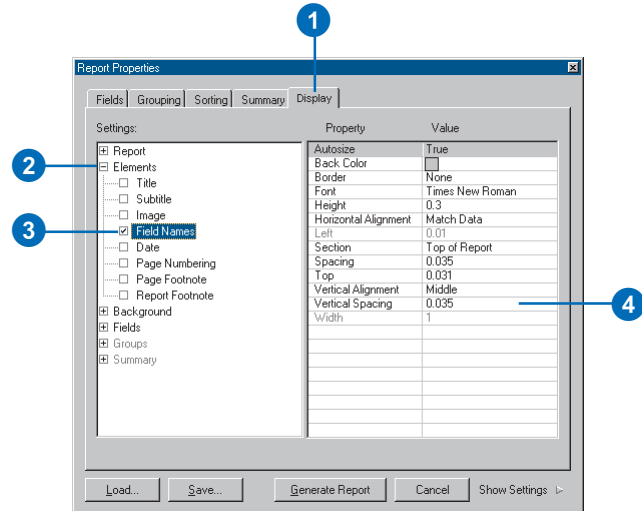 1
Report Properties
Fields Grouping Sorting Summary Display
Settings:
Property Value
2
3
4
Report
Elements
Title
Subtitle
Image
Field Names
Date
Page Numbering
Page Footnote
Report Footnote
Background
Fields
Groups
Summary
Autosize True
Back Color
Border None
Font Times New Roman
Height 0.3
Horizontal Alignment Match Data
Left 0.01
Section Top of Report
Spacing 0.035
Top 0.031
Vertical Alignment Middle
Vertical Spacing 0.035
Width 1
Load... Save... Generate Report Cancel Show Settings